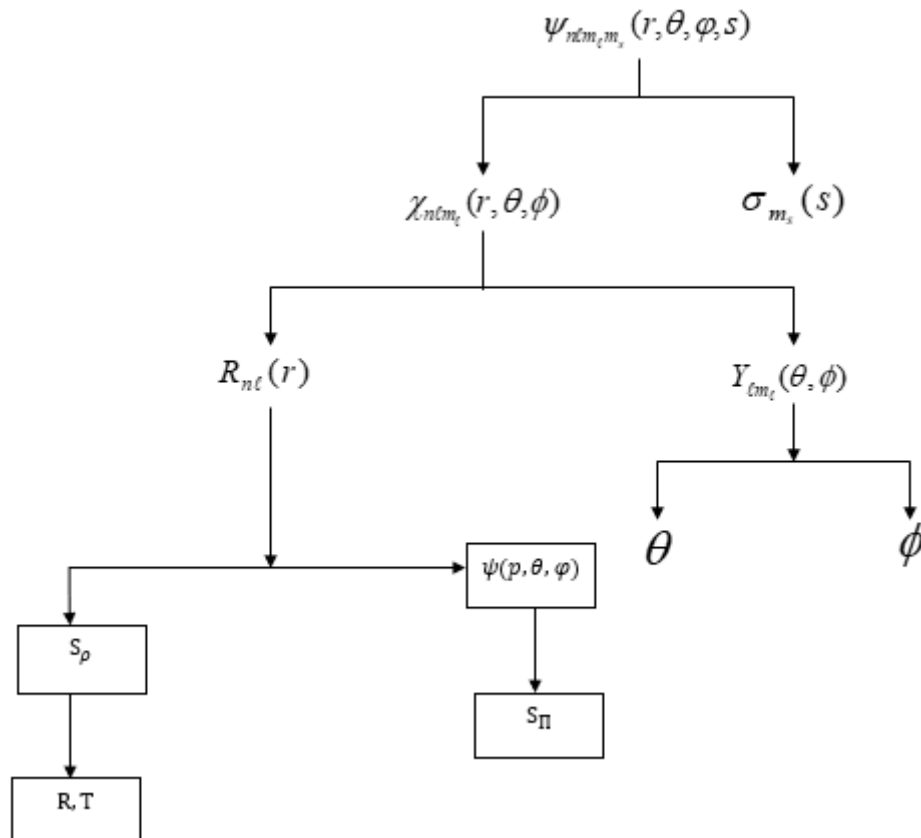 ψ_{nℓm_ℓm_s}(r,θ,φ,s)
χ_{nℓm_ℓ}(r,θ,ϕ) σ_{m_s}(s)
R_{nℓ}(r) Y_{ℓm_ℓ}(θ,ϕ)
θ ϕ
ψ(p,θ,φ)
S_ρ
S_Π
R,T